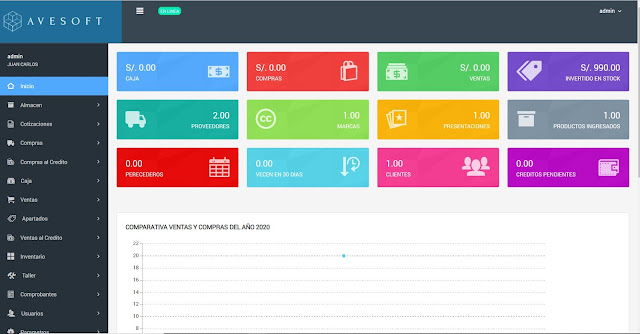 AVESOFT
EN LINEA
admin
admin
JUAN CARLOS
Inicio
Almacen
Cotizaciones
Compras
Compras al Credito
Caja
Ventas
Apartados
Ventas al Credito
Inventario
Taller
Comprobantes
Usuarios
S/. 0.00
CAJA
S/. 0.00
COMPRAS
S/. 0.00
VENTAS
S/. 990.00
INVERTIDO EN STOCK
2.00
PROVEEDORES
CC
1.00
MARCAS
1.00
PRESENTACIONES
1.00
PRODUCTOS INGRESADOS
0.00
PERECEDEROS
0.00
VECEN EN 30 DIAS
1.00
CLIENTES
0.00
CREDITOS PENDIENTES
COMPARATIVA VENTAS Y COMPRAS DEL AÑO 2020
22
20
18
16
14
12
10
8